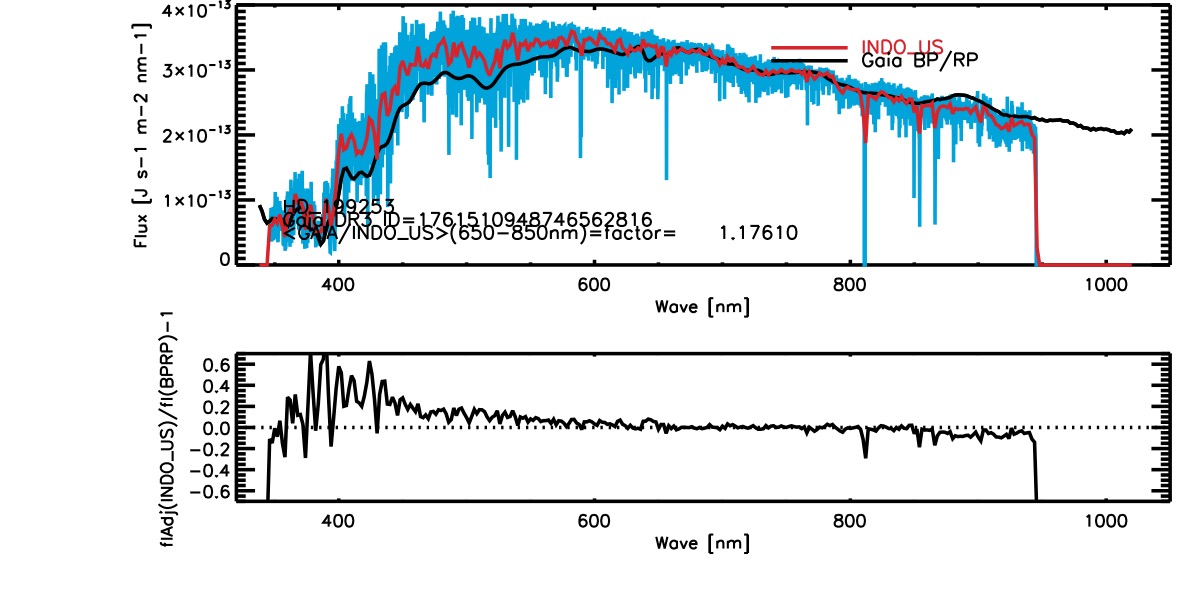 4×10−13
3×10−13
2×10−13
1×10−13
0
Flux [J s−1 m−2 nm−1]
INDO_US
Gaia BP/RP
HD_199253
Gaia DR3 ID=1761510948746562816
<GAIA/INDO_US>(650−850nm)=factor= 1.17610
400 600 800 1000
Wave [nm]
flAdj(INDO_US)/fl(BPRP)−1
0.6
0.4
0.2
0.0
−0.2
−0.4
−0.6
400 600 800 1000
Wave [nm]